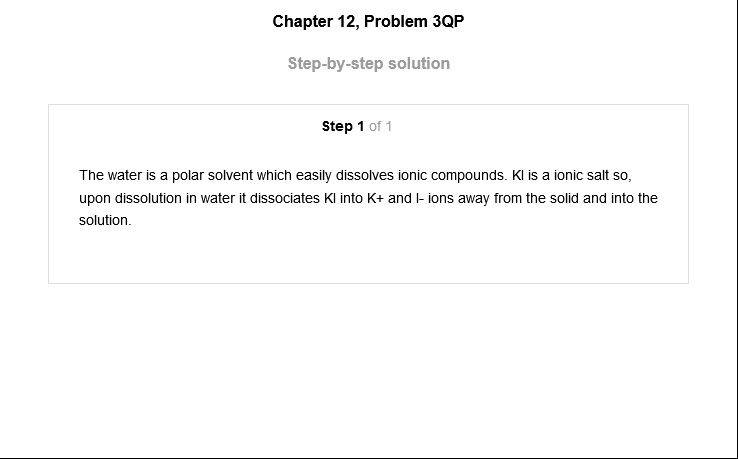 Chapter 12, Problem 3QP
Step-by-step solution
Step 1 of 1
The water is a polar solvent which easily dissolves ionic compounds. KI is a ionic salt so,
upon dissolution in water it dissociates KI into K+ and I- ions away from the solid and into the
solution.